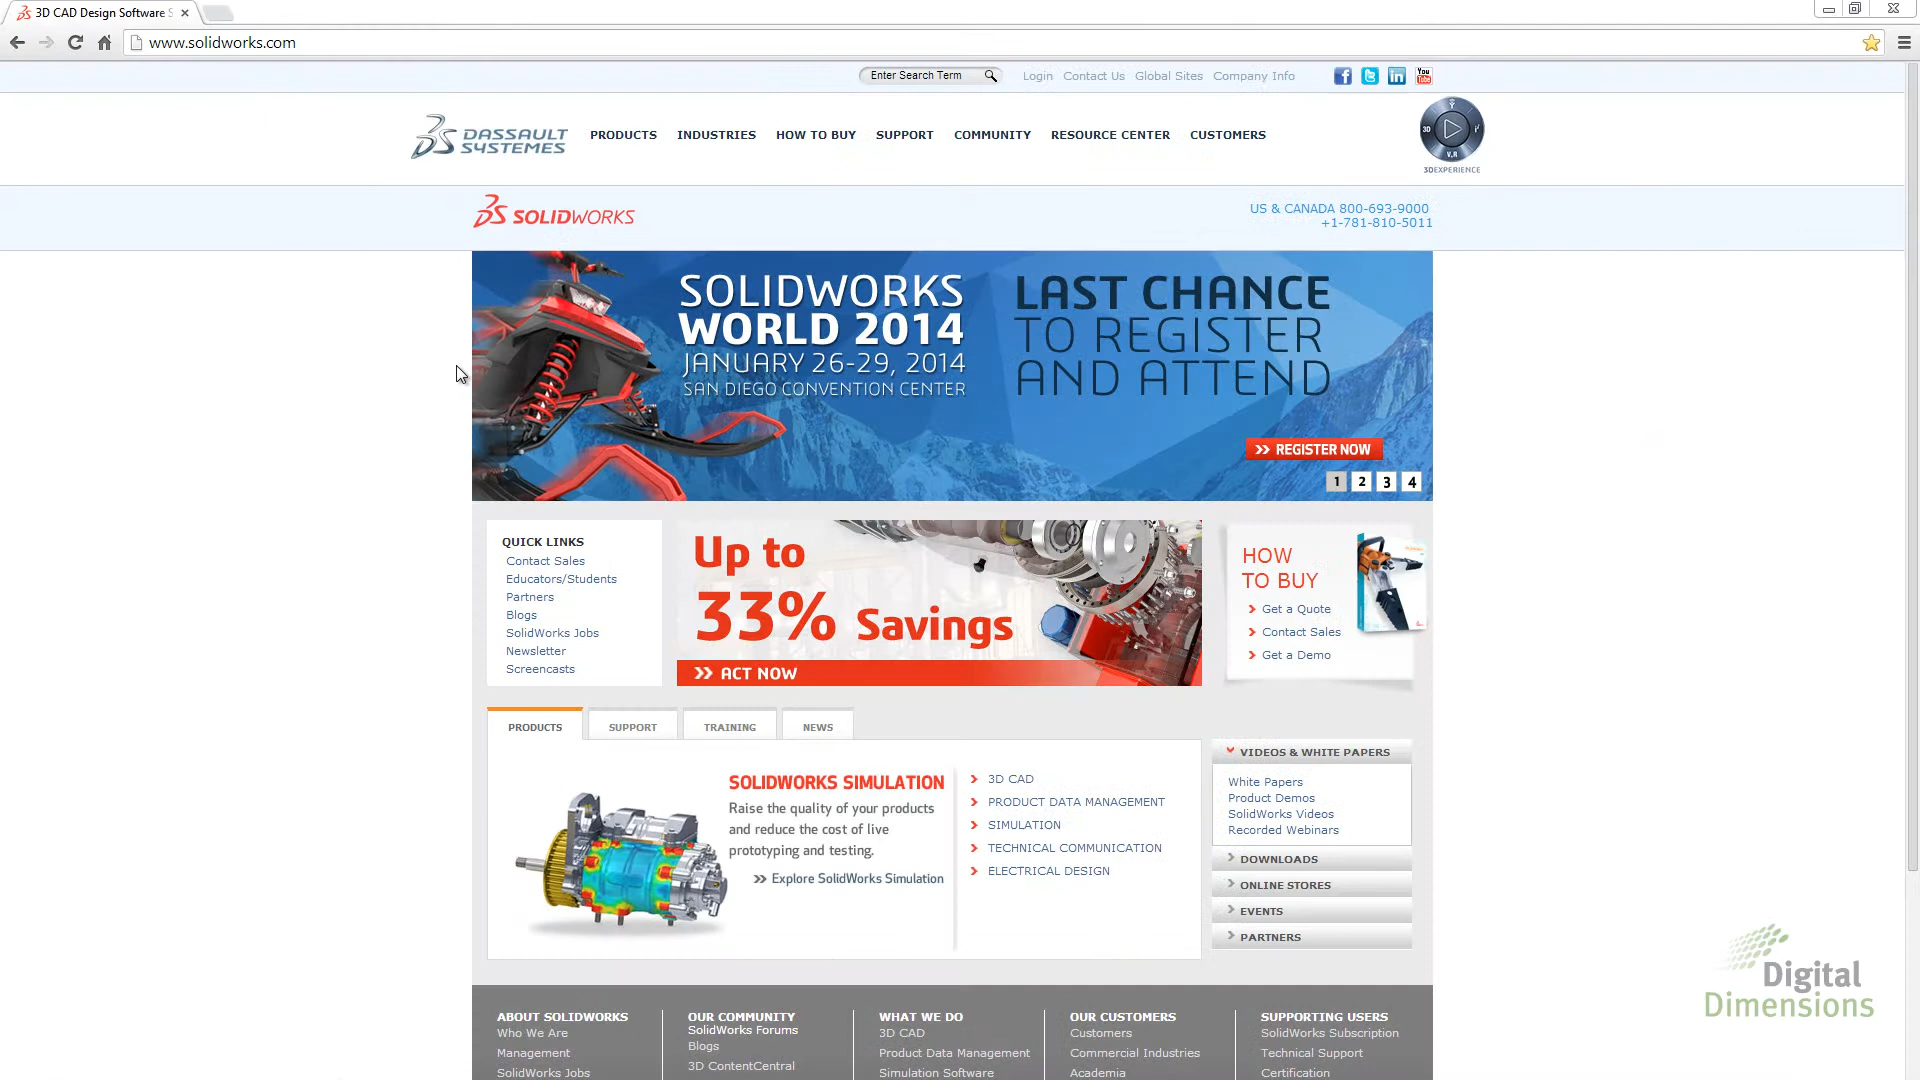 3D CAD Design Software S
www.solidworks.com
Enter Search Term
Login Contact Us Global Sites Company Info
You Tube
DASSAULT SYSTEMES
PRODUCTS INDUSTRIES HOW TO BUY SUPPORT COMMUNITY RESOURCE CENTER CUSTOMERS
3D
V.R
3DEXPERIENCE
SOLIDWORKS
US & CANADA 800-693-9000
+1-781-810-5011
SOLIDWORKS
WORLD 2014
JANUARY 26-29, 2014
SAN DIEGO CONVENTION CENTER
LAST CHANCE
TO REGISTER
AND ATTEND
REGISTER NOW
1 2 3 4
QUICK LINKS
Contact Sales
Educators/Students
Partners
Blogs
SolidWorks Jobs
Newsletter
Screencasts
Up to
33% Savings
ACT NOW
HOW
TO BUY
Get a Quote
Contact Sales
Get a Demo
PRODUCTS SUPPORT TRAINING NEWS
SOLIDWORKS SIMULATION
Raise the quality of your products
and reduce the cost of live
prototyping and testing.
Explore SolidWorks Simulation
3D CAD
PRODUCT DATA MANAGEMENT
SIMULATION
TECHNICAL COMMUNICATION
ELECTRICAL DESIGN
VIDEOS & WHITE PAPERS
White Papers
Product Demos
SolidWorks Videos
Recorded Webinars
DOWNLOADS
ONLINE STORES
EVENTS
PARTNERS
Digital
Dimensions
ABOUT SOLIDWORKS
Who We Are
Management
SolidWorks Jobs
OUR COMMUNITY
SolidWorks Forums
Blogs
3D ContentCentral
WHAT WE DO
3D CAD
Product Data Management
Simulation Software
OUR CUSTOMERS
Customers
Commercial Industries
Academia
SUPPORTING USERS
SolidWorks Subscription
Technical Support
Certification